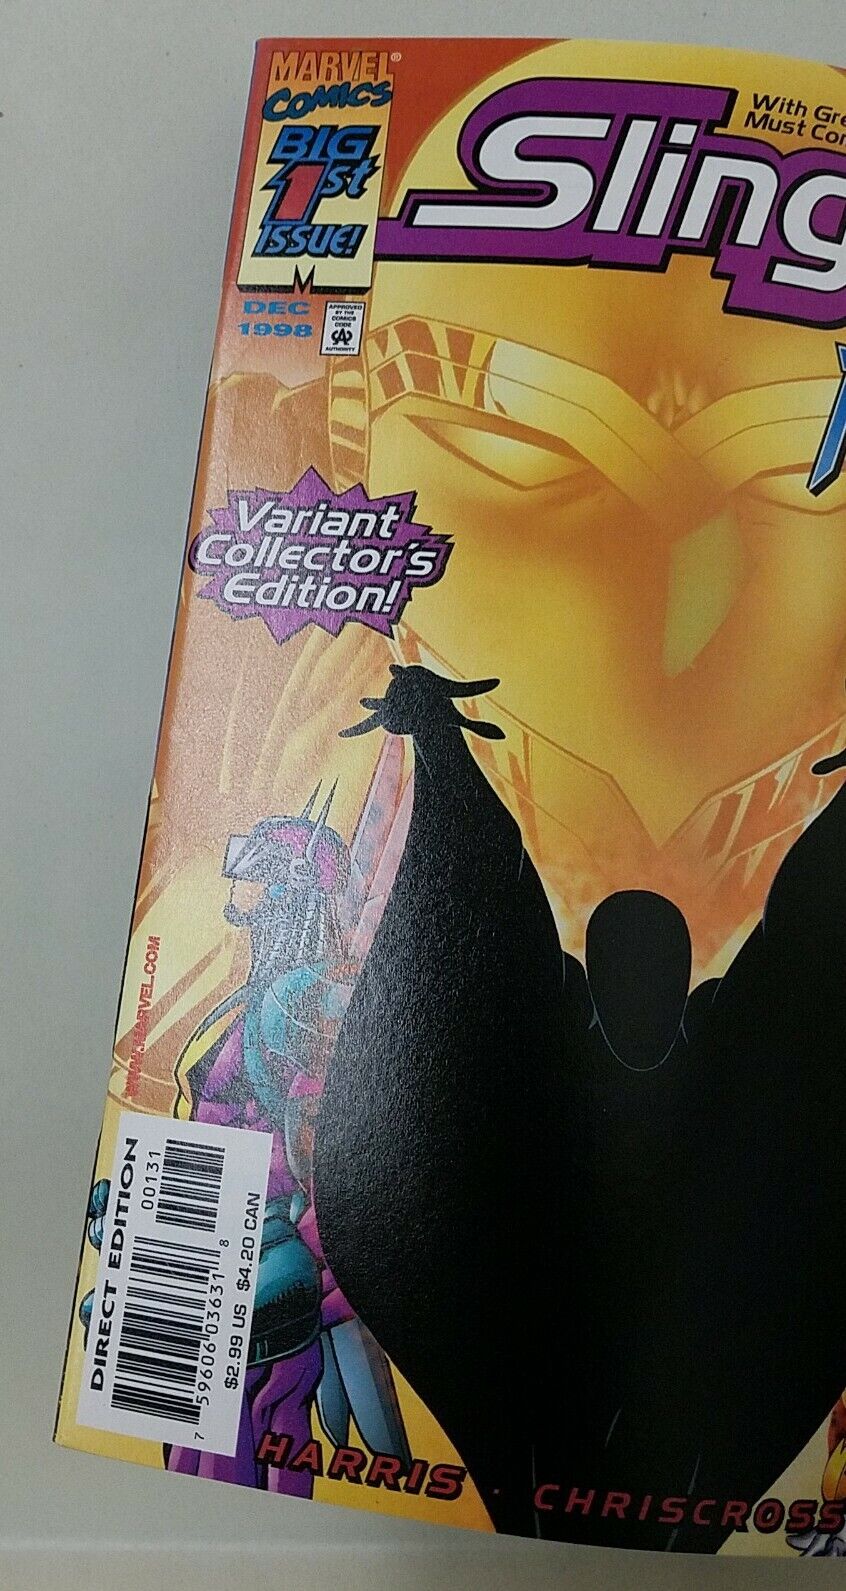 MARVEL®
COMICS
BIG
1st
ISSUE!
M
DEC
1998
APPROVED
BY THE
COMICS
CODE
CA
AUTHORITY
Sling
With Gre
Must Com
Variant
Collector's
Edition!
WWW.MARVEL.COM
DIRECT EDITION
00131
7 59606 03631 8
$2.99 US $4.20 CAN
HARRIS · CHRISCROSS